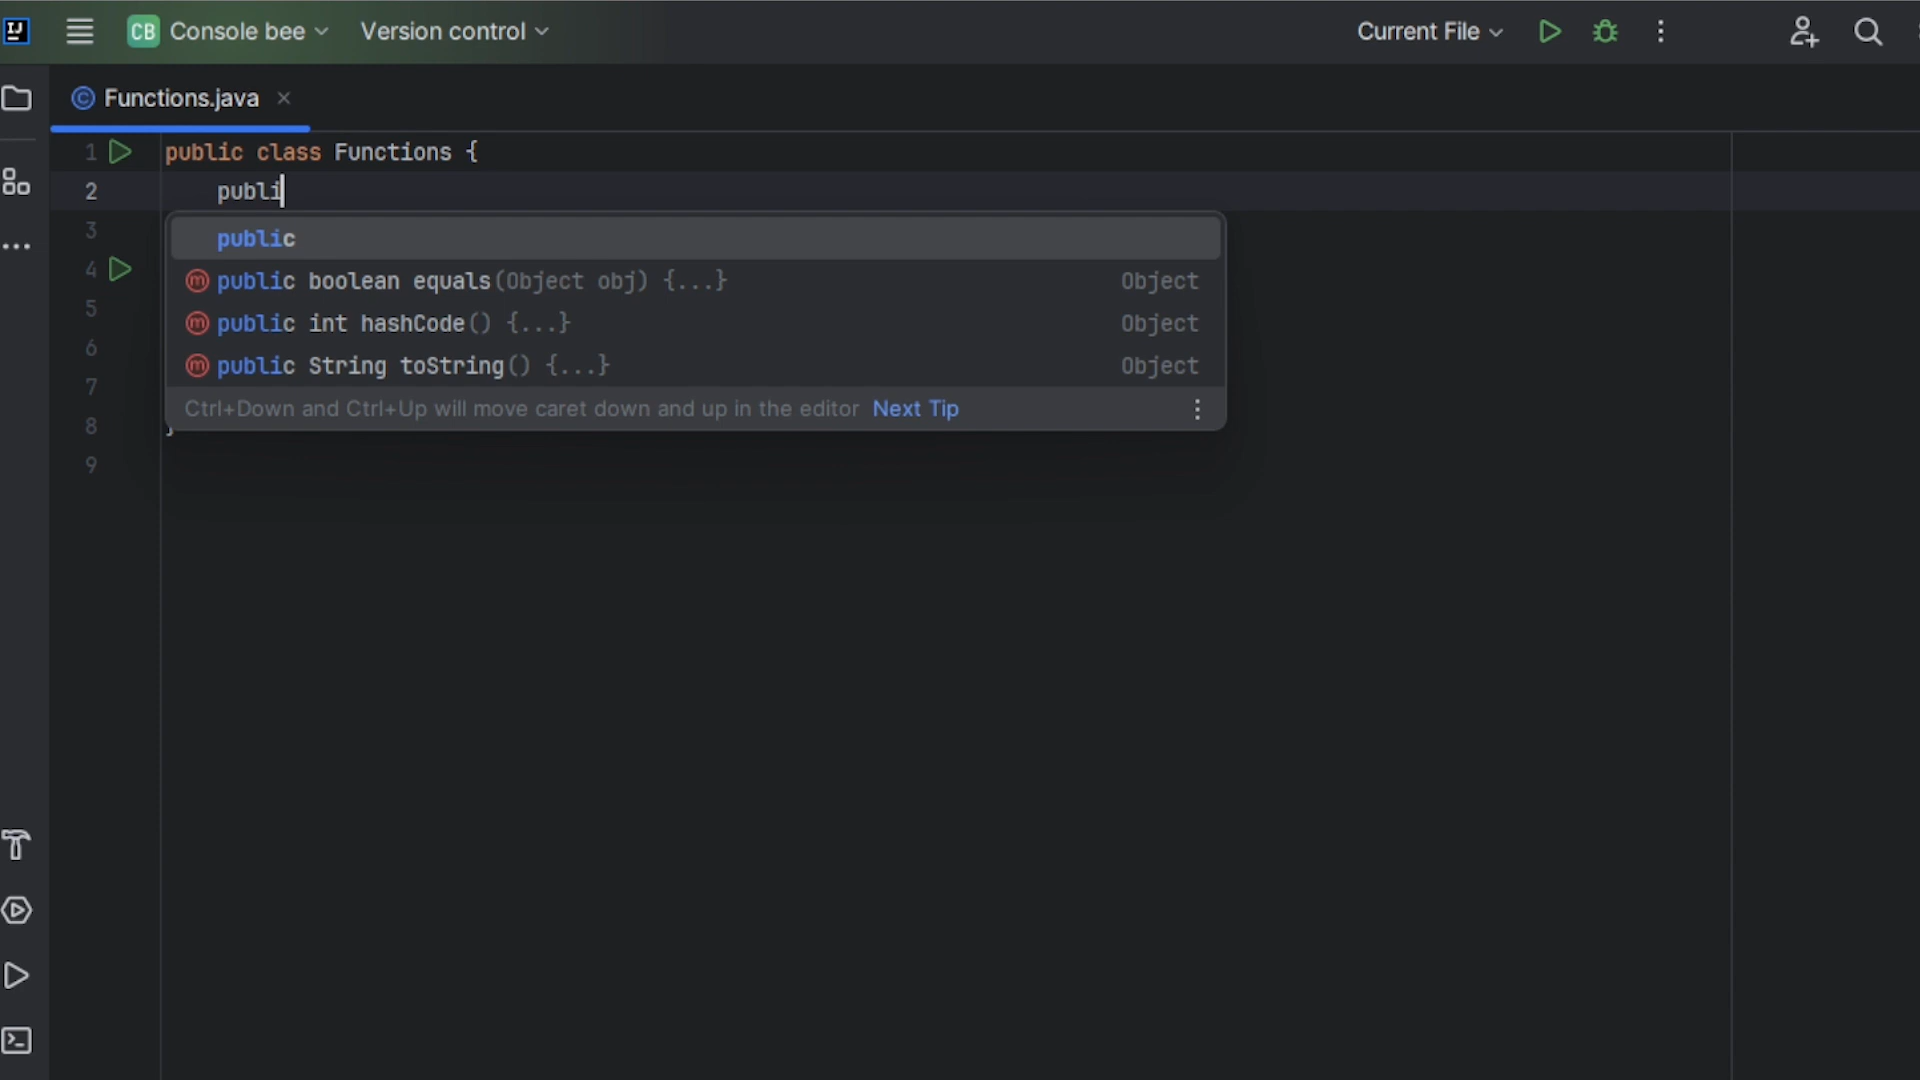 IJ CB Console bee Version control Current File
Functions.java
1 public class Functions {
2 publi
3 public
4 public boolean equals(Object obj) {...} Object
5 public int hashCode() {...} Object
6 public String toString() {...} Object
7
8 Ctrl+Down and Ctrl+Up will move caret down and up in the editor Next Tip
9